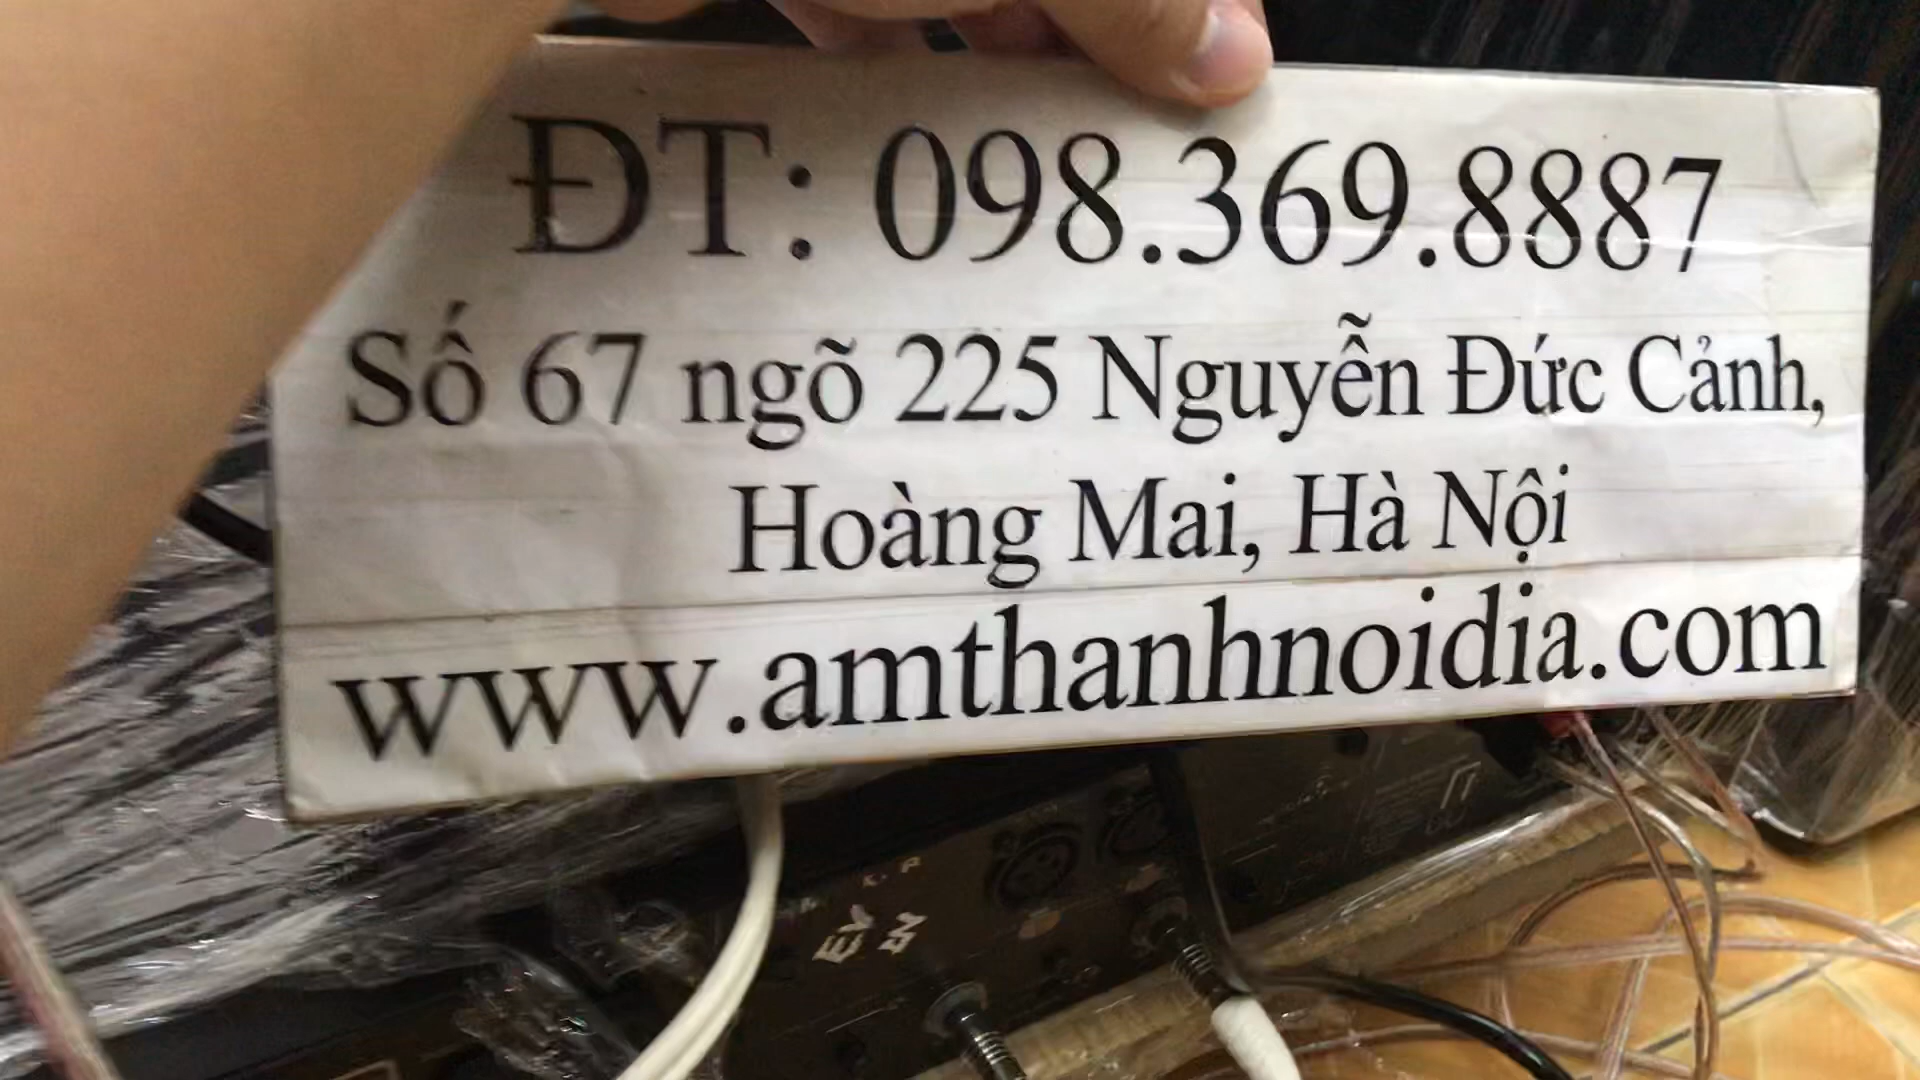 ĐT: 098.369.8887
Số 67 ngõ 225 Nguyễn Đức Cảnh,
Hoàng Mai, Hà Nội
www.amthanhnoidia.com